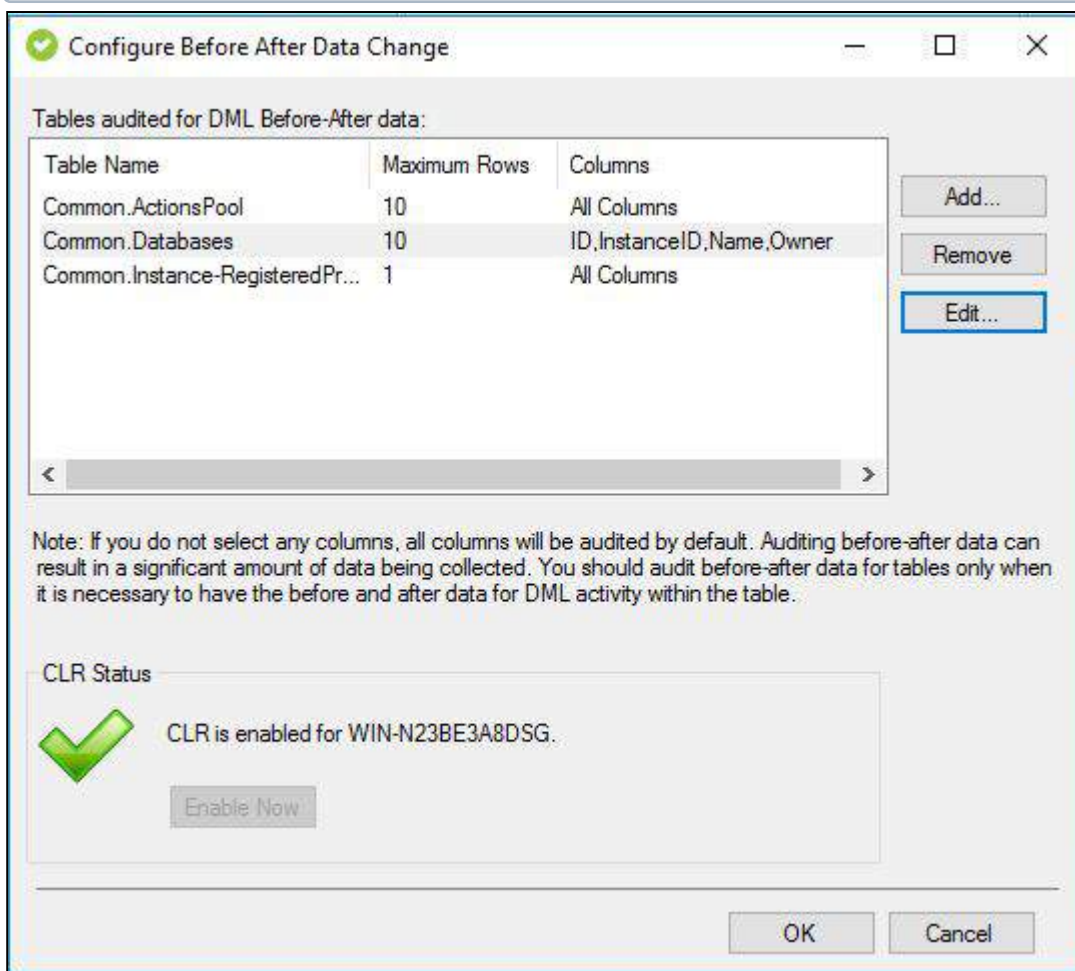 Configure Before After Data Change
Tables audited for DML Before-After data:
Table Name Maximum Rows Columns
Common.ActionsPool 10 All Columns
Common.Databases 10 ID,InstanceID,Name,Owner
Common.Instance-RegisteredPr... 1 All Columns
Add...
Remove
Edit...
Note: If you do not select any columns, all columns will be audited by default. Auditing before-after data can
result in a significant amount of data being collected. You should audit before-after data for tables only when
it is necessary to have the before and after data for DML activity within the table.
CLR Status
CLR is enabled for WIN-N23BE3A8DSG.
Enable Now
OK Cancel